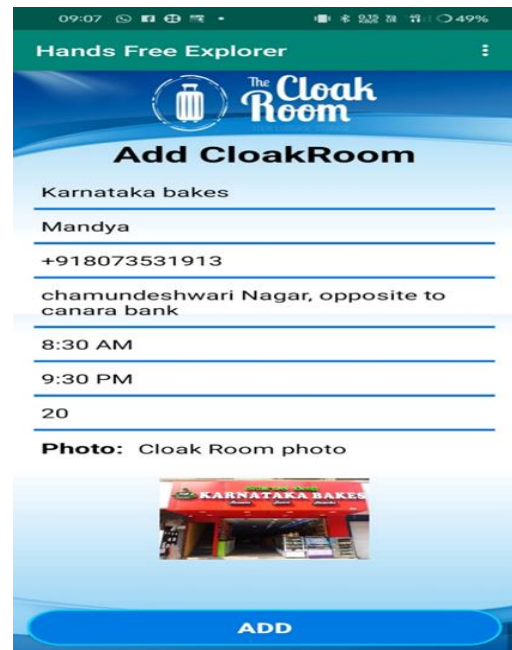 09:07
49%
Hands Free Explorer
The Cloak
Room
Add CloakRoom
Karnataka bakes
Mandya
+918073531913
chamundeshwari Nagar, opposite to
canara bank
8:30 AM
9:30 PM
20
Photo: Cloak Room photo
KARNATAKA BAKES
ADD